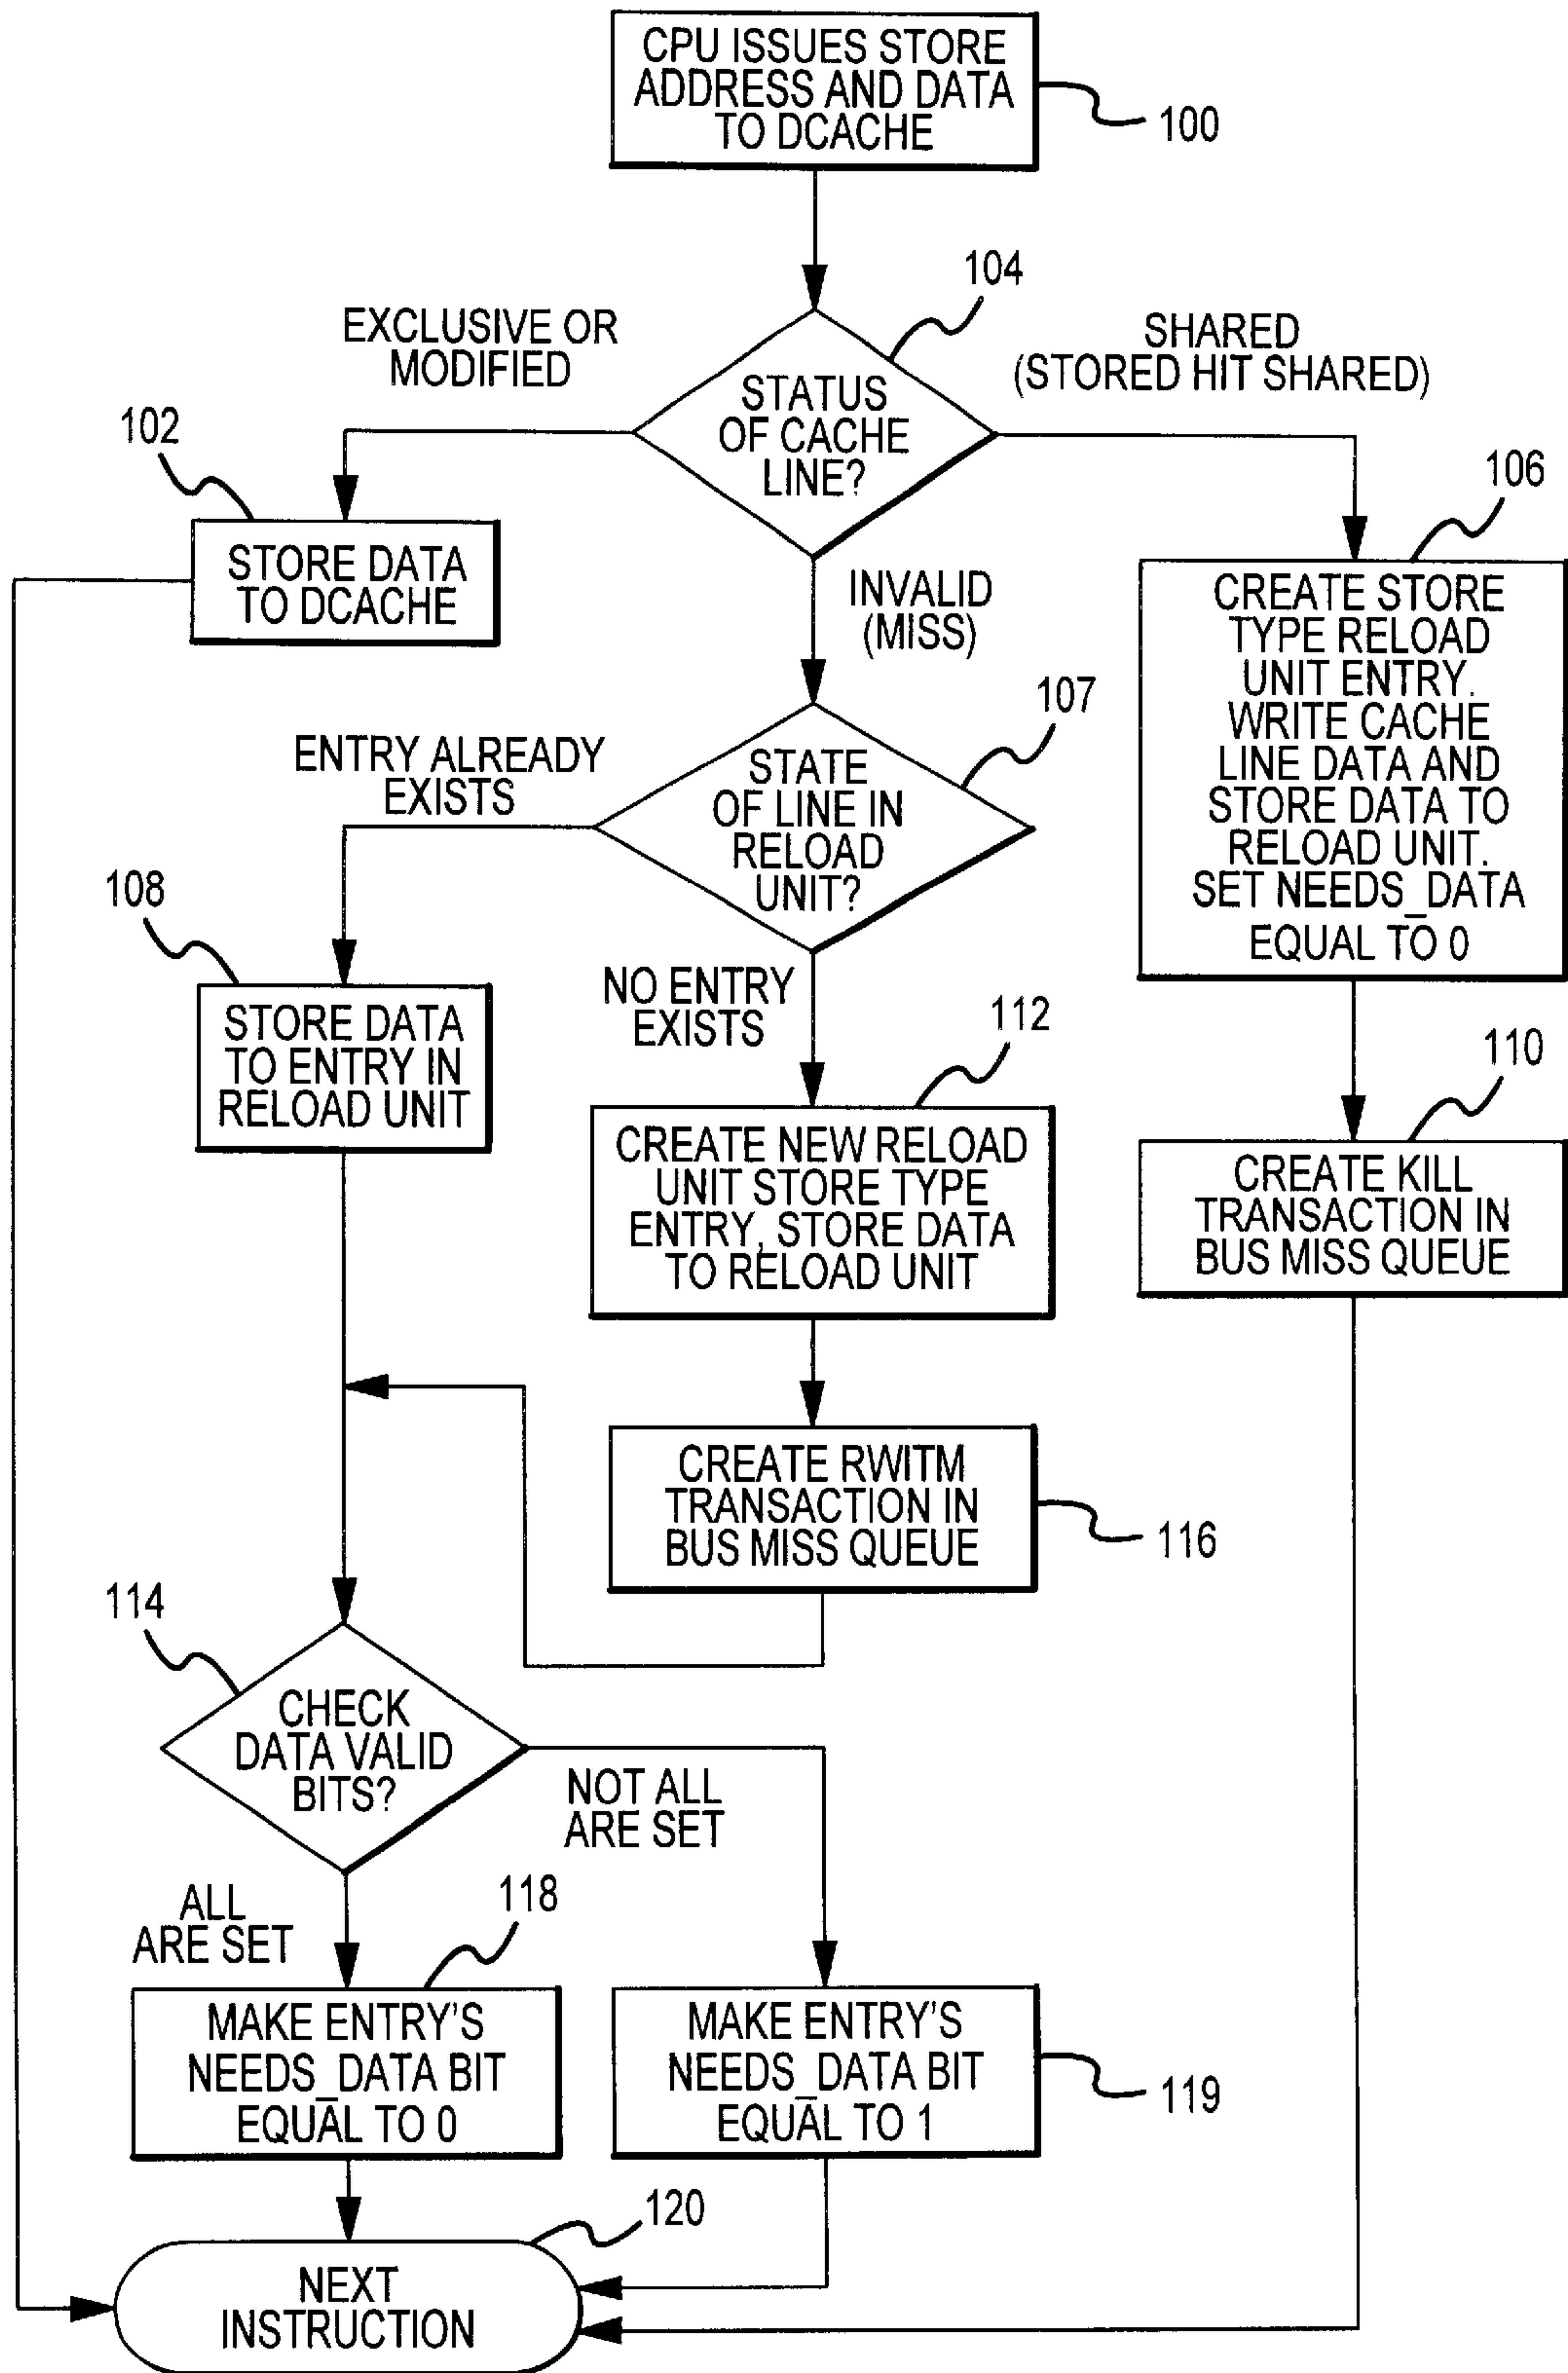 CPU ISSUES STORE
ADDRESS AND DATA
TO DCACHE
100
104
EXCLUSIVE OR
MODIFIED
SHARED
(STORED HIT SHARED)
STATUS
OF CACHE
LINE?
102
STORE DATA
TO DCACHE
INVALID
(MISS)
106
CREATE STORE
TYPE RELOAD
UNIT ENTRY.
WRITE CACHE
LINE DATA AND
STORE DATA TO
RELOAD UNIT.
SET NEEDS_DATA
EQUAL TO 0
107
ENTRY ALREADY
EXISTS
STATE
OF LINE IN
RELOAD
UNIT?
108
STORE DATA
TO ENTRY IN
RELOAD UNIT
NO ENTRY
EXISTS
112
CREATE NEW RELOAD
UNIT STORE TYPE
ENTRY, STORE DATA
TO RELOAD UNIT
110
CREATE KILL
TRANSACTION IN
BUS MISS QUEUE
CREATE RWITM
TRANSACTION IN
BUS MISS QUEUE
116
114
CHECK
DATA VALID
BITS?
NOT ALL
ARE SET
ALL
ARE SET
118
MAKE ENTRY'S
NEEDS_DATA BIT
EQUAL TO 0
MAKE ENTRY'S
NEEDS_DATA BIT
EQUAL TO 1
119
120
NEXT
INSTRUCTION